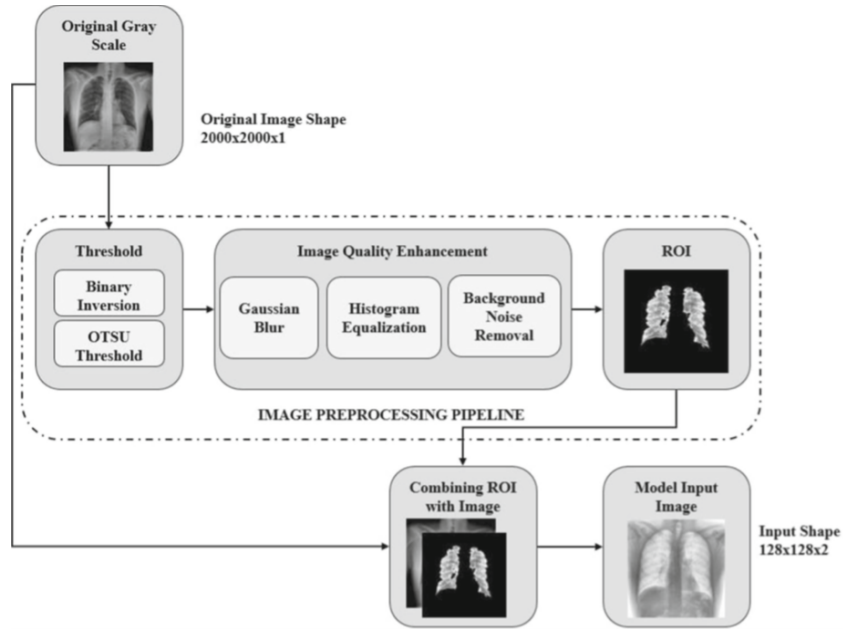 Original Gray
Scale
Original Image Shape
2000x2000x1
Threshold
Binary
Inversion
OTSU
Threshold
Image Quality Enhancement
Gaussian
Blur
Histogram
Equalization
Background
Noise
Removal
ROI
IMAGE PREPROCESSING PIPELINE
Combining ROI
with Image
Model Input
Image
Input Shape
128x128x2